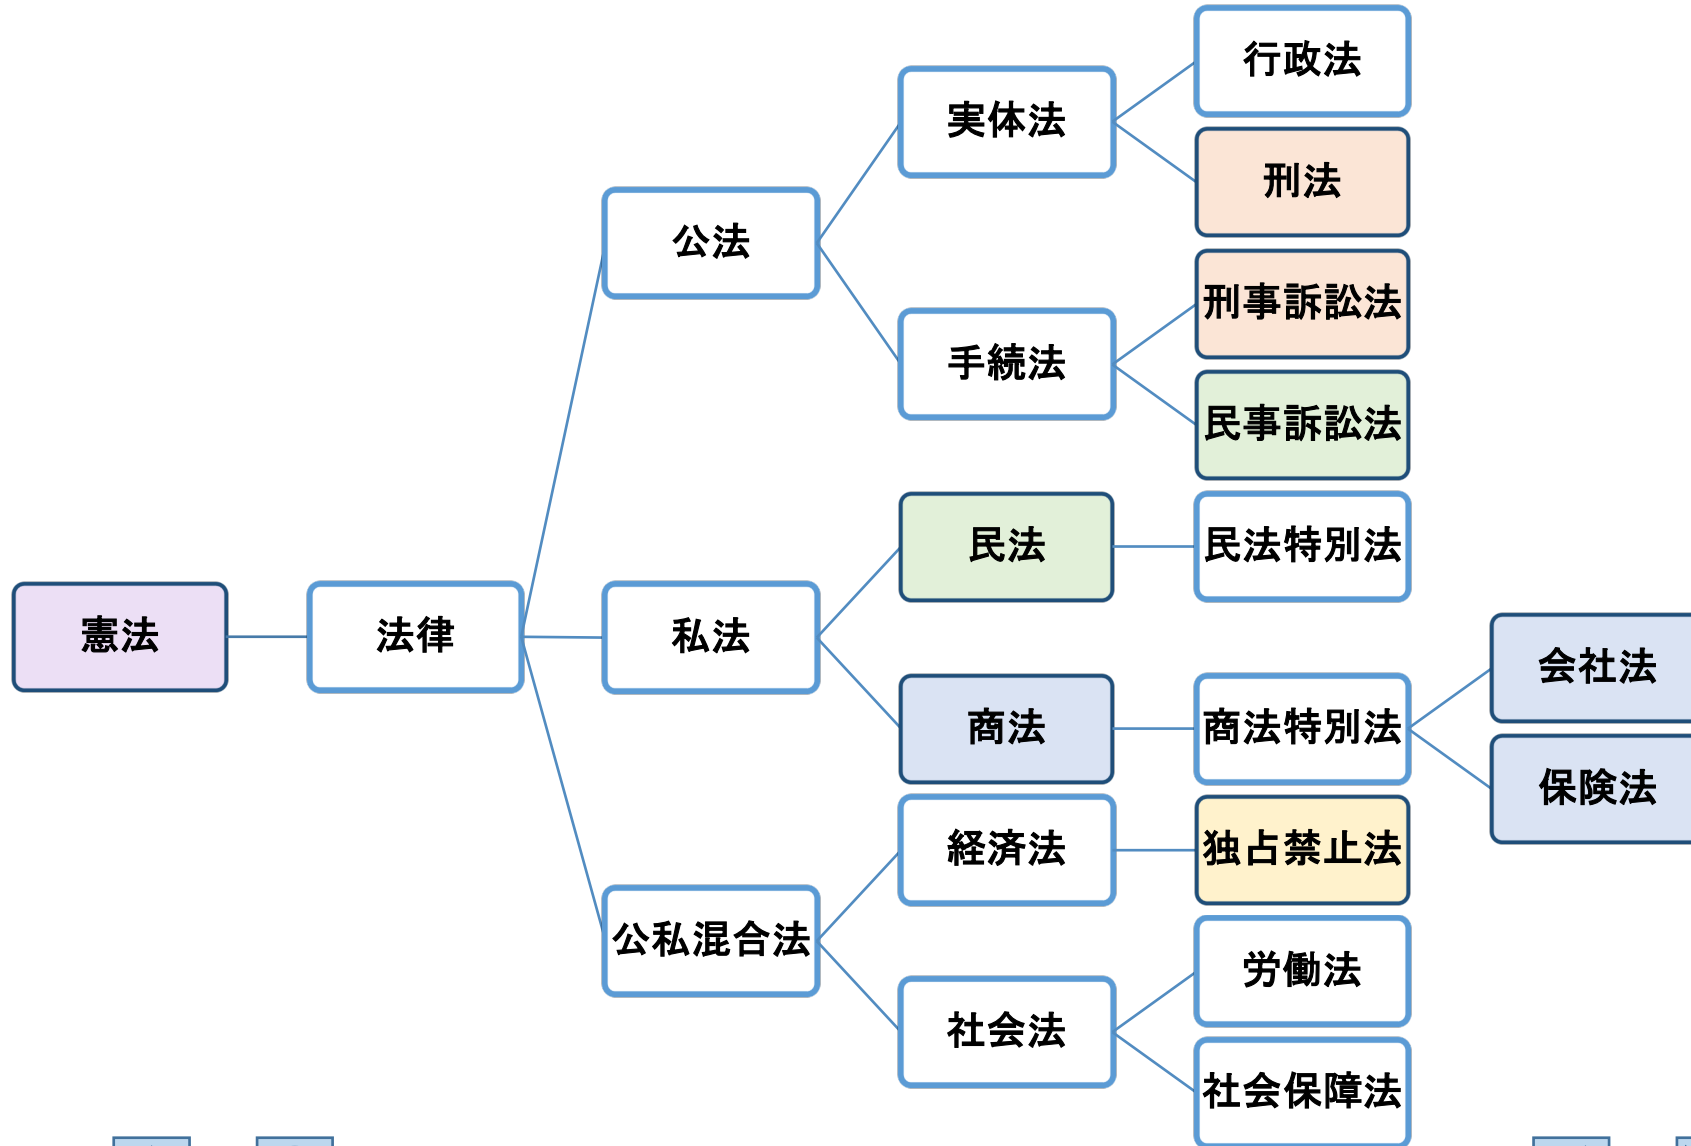 憲法
法律
公法
実体法
行政法
刑法
手続法
刑事訴訟法
民事訴訟法
私法
民法
民法特別法
商法
商法特別法
会社法
保険法
公私混合法
経済法
独占禁止法
社会法
労働法
社会保障法